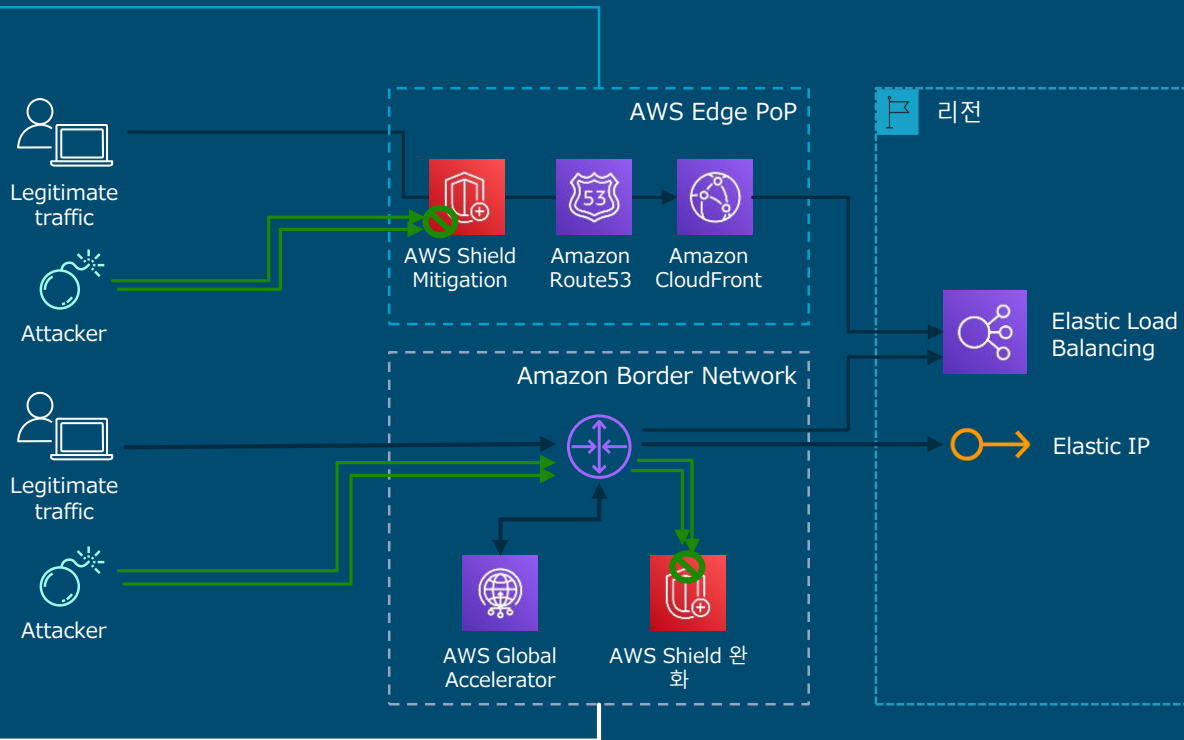 AWS Edge PoP
리전
Legitimate
traffic
53
AWS Shield
Mitigation
Amazon
Route53
Amazon
CloudFront
Attacker
Elastic Load
Balancing
Amazon Border Network
Legitimate
traffic
Elastic IP
Attacker
AWS Global
Accelerator
AWS Shield 완
화